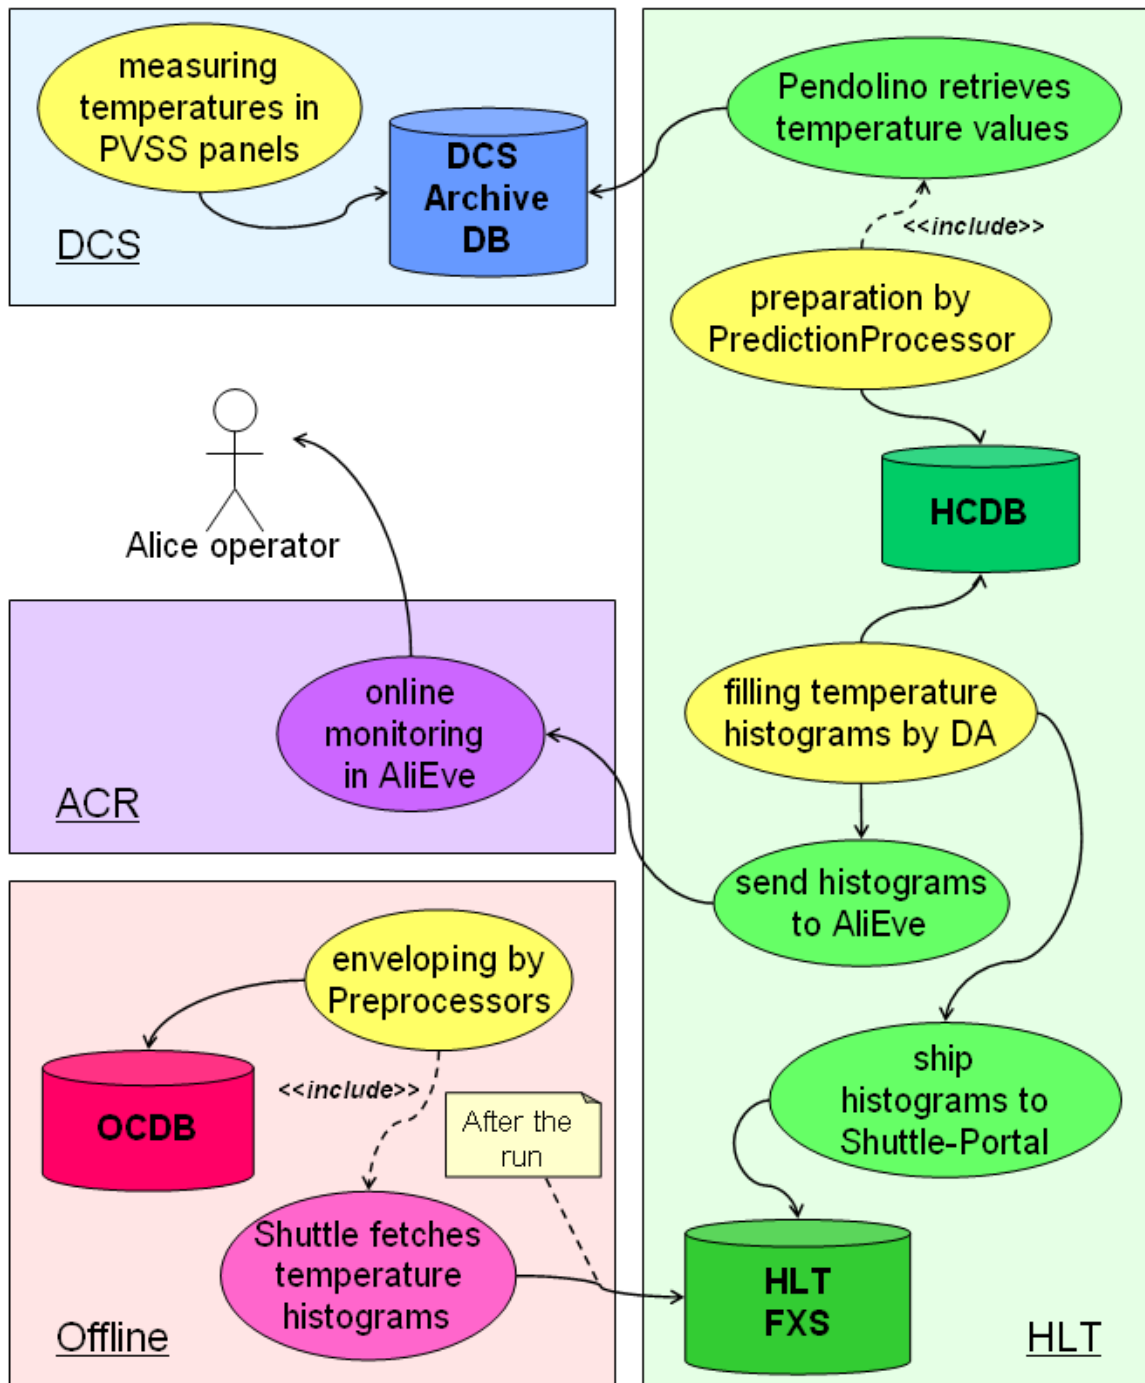 measuring
temperatures in
PVSS panels
DCS
Archive
DB
DCS
Pendolino retrieves
temperature values
<<include>>
preparation by
PredictionProcessor
HCDB
Alice operator
online
monitoring
in AliEve
ACR
filling temperature
histograms by DA
send histograms
to AliEve
enveloping by
Preprocessors
<<include>>
OCDB
After the
run
ship
histograms to
Shuttle-Portal
Shuttle fetches
temperature
histograms
HLT
FXS
Offline
HLT